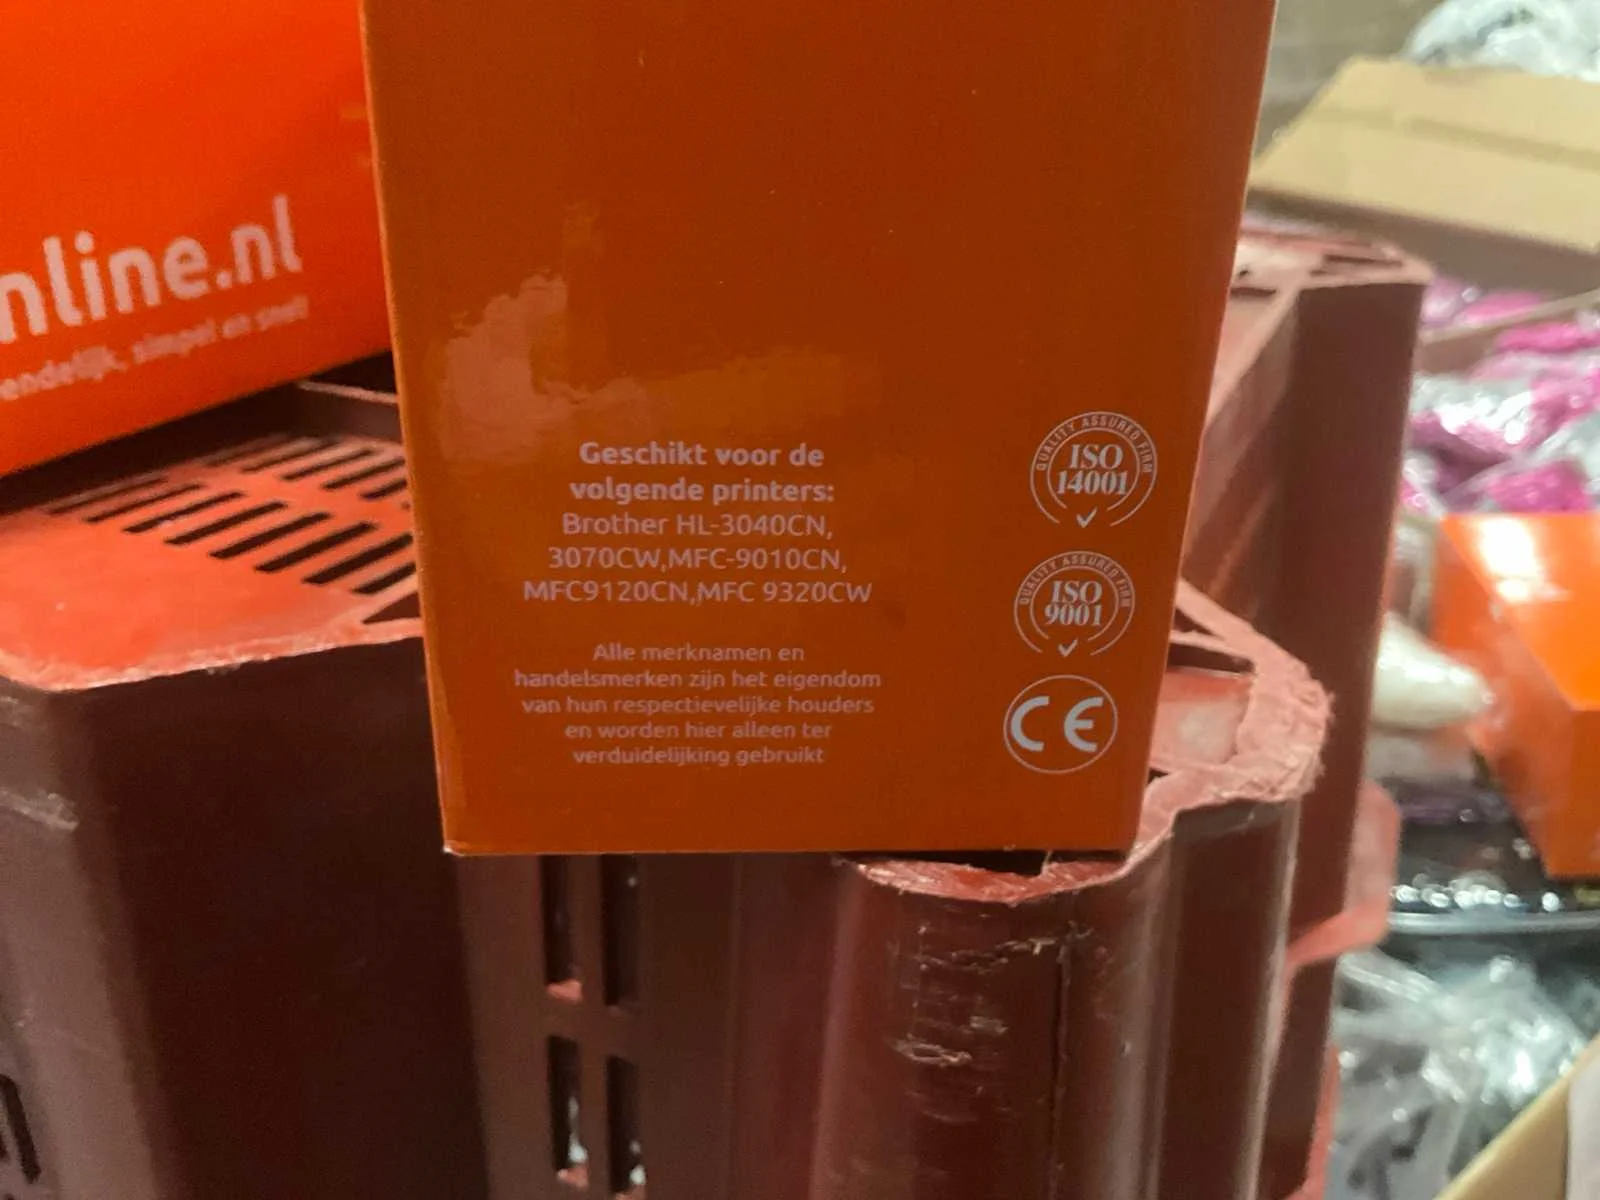 nline.nl
endelijk, simpel en snel
Geschikt voor de
volgende printers:
Brother HL-3040CN,
3070CW,MFC-9010CN,
MFC9120CN,MFC 9320CW
Alle merknamen en
handelsmerken zijn het eigendom
van hun respectievelijke houders
en worden hier alleen ter
verduidelijking gebruikt
QUALITY ASSURED FIRM
ISO
14001
QUALITY ASSURED FIRM
ISO
9001
CE